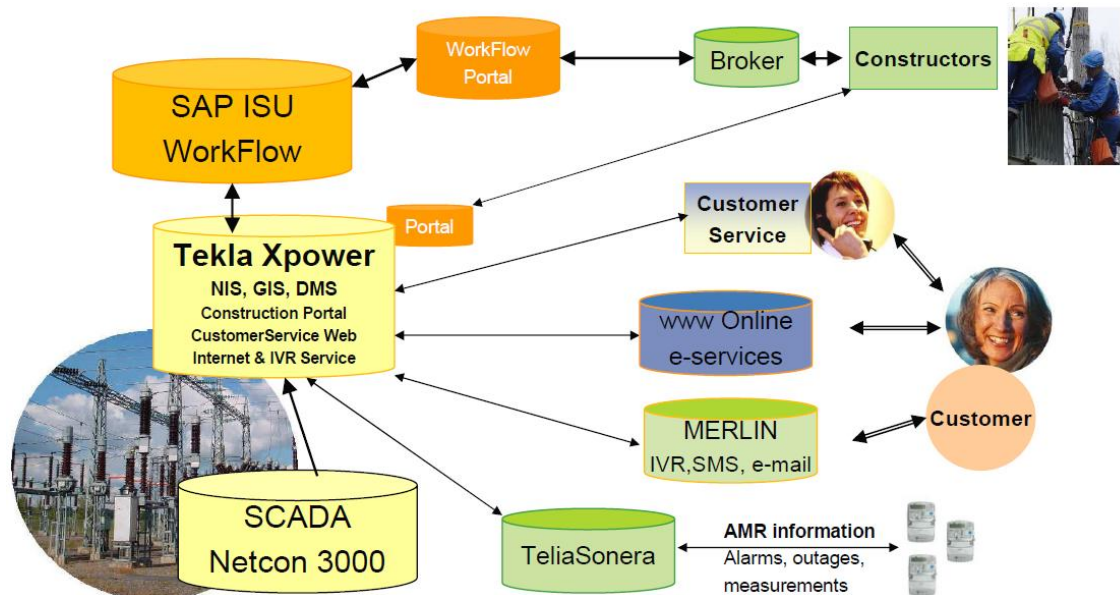 WorkFlow
Portal
Broker
Constructors
SAP ISU
WorkFlow
Portal
Customer
Service
Tekla Xpower
NIS, GIS, DMS
Construction Portal
CustomerService Web
Internet & IVR Service
www Online
e-services
MERLIN
IVR,SMS, e-mail
Customer
SCADA
Netcon 3000
TeliaSonera
AMR information
Alarms, outages,
measurements